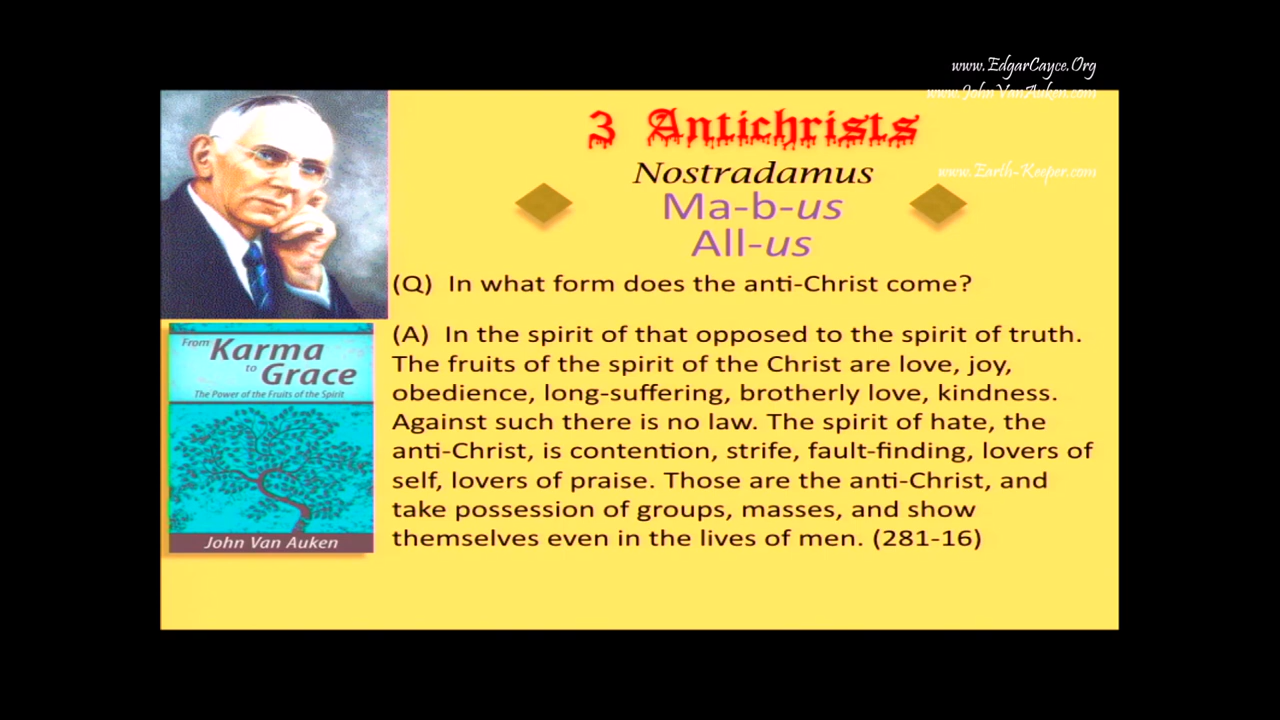 www.EdgarCayce.Org
www.JohnVanAuken.com
3 Antichrists
Nostradamus
www.Earth-Keeper.com
Ma-b-us
All-us
(Q) In what form does the anti-Christ come?
(A) In the spirit of that opposed to the spirit of truth.
The fruits of the spirit of the Christ are love, joy,
obedience, long-suffering, brotherly love, kindness.
Against such there is no law. The spirit of hate, the
anti-Christ, is contention, strife, fault-finding, lovers of
self, lovers of praise. Those are the anti-Christ, and
take possession of groups, masses, and show
themselves even in the lives of men. (281-16)
From Karma
to Grace
The Power of the Fruits of the Spirit
John Van Auken